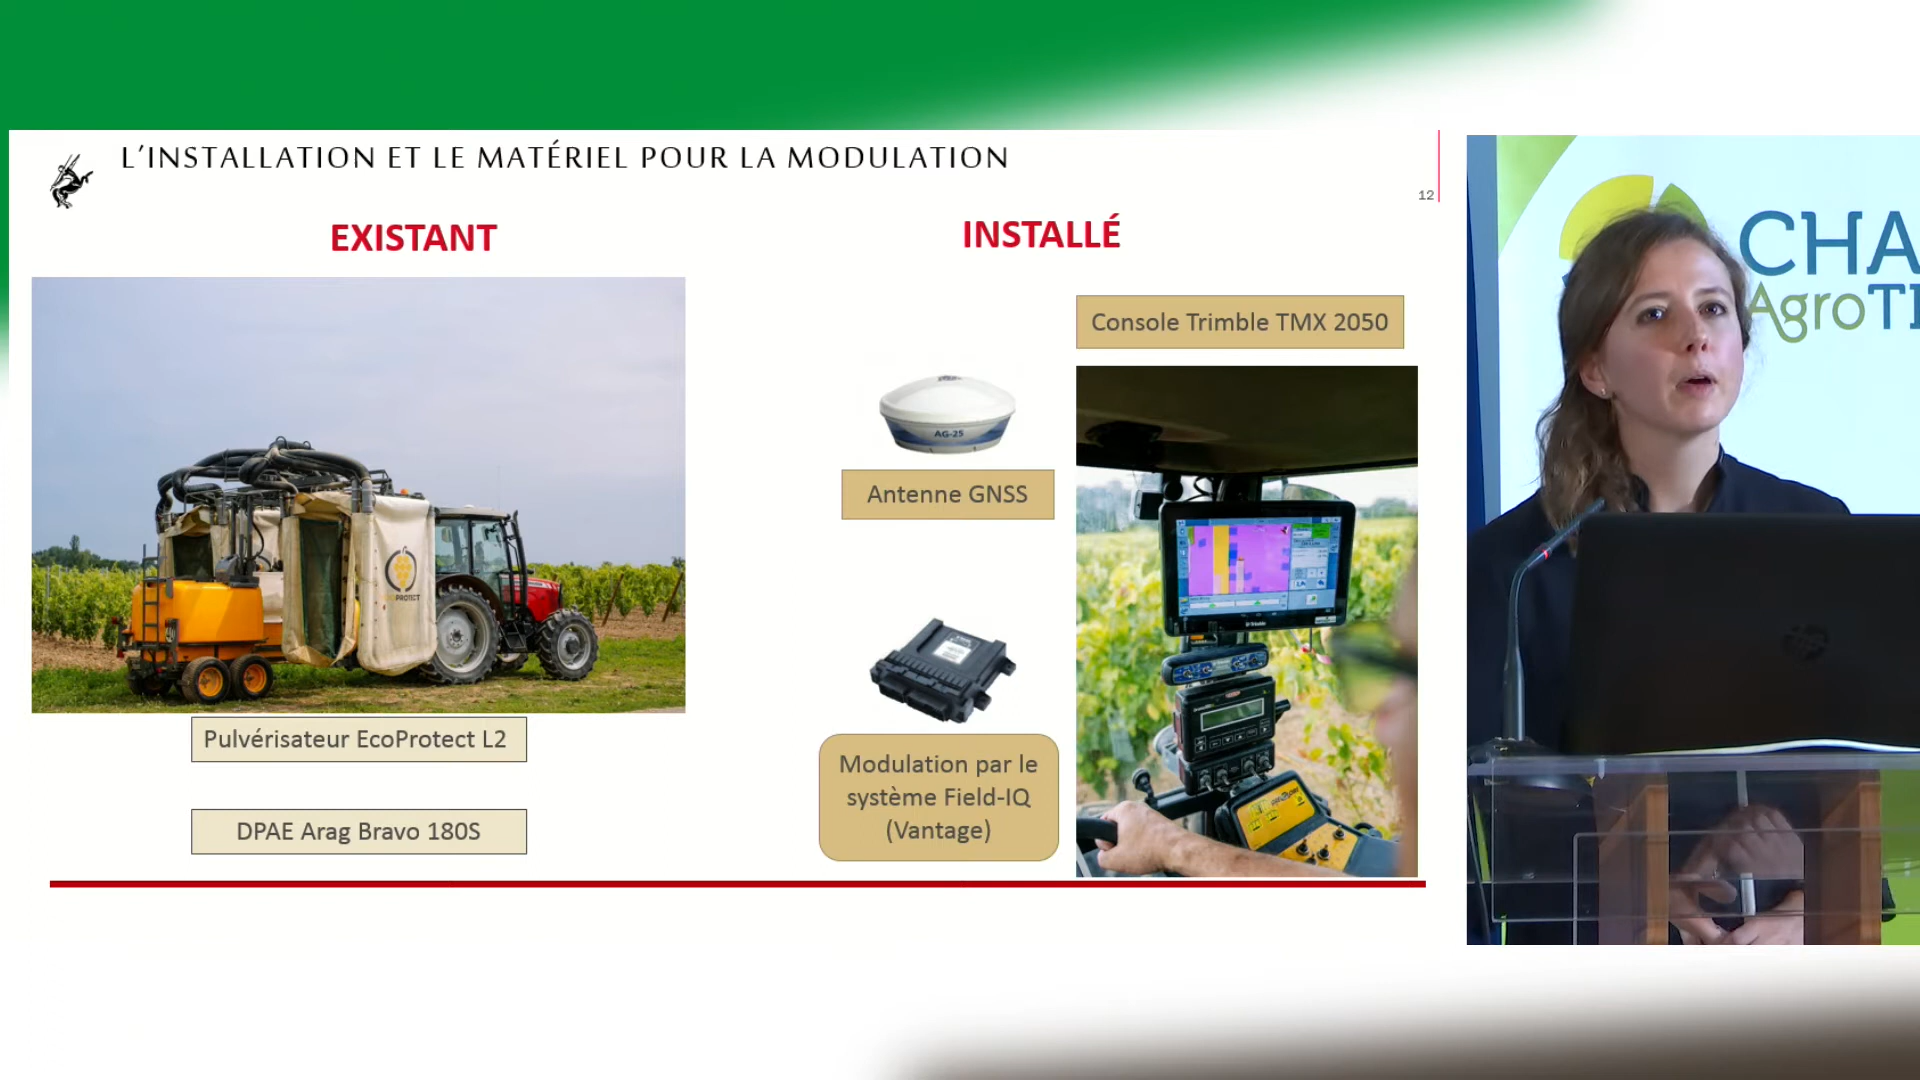 L'INSTALLATION ET LE MATÉRIEL POUR LA MODULATION
12
EXISTANT
INSTALLÉ
Console Trimble TMX 2050
AG-25
Antenne GNSS
PROTECT
Pulvérisateur EcoProtect L2
DPAE Arag Bravo 180S
Modulation par le
système Field-IQ
(Vantage)
CHA
AgroT